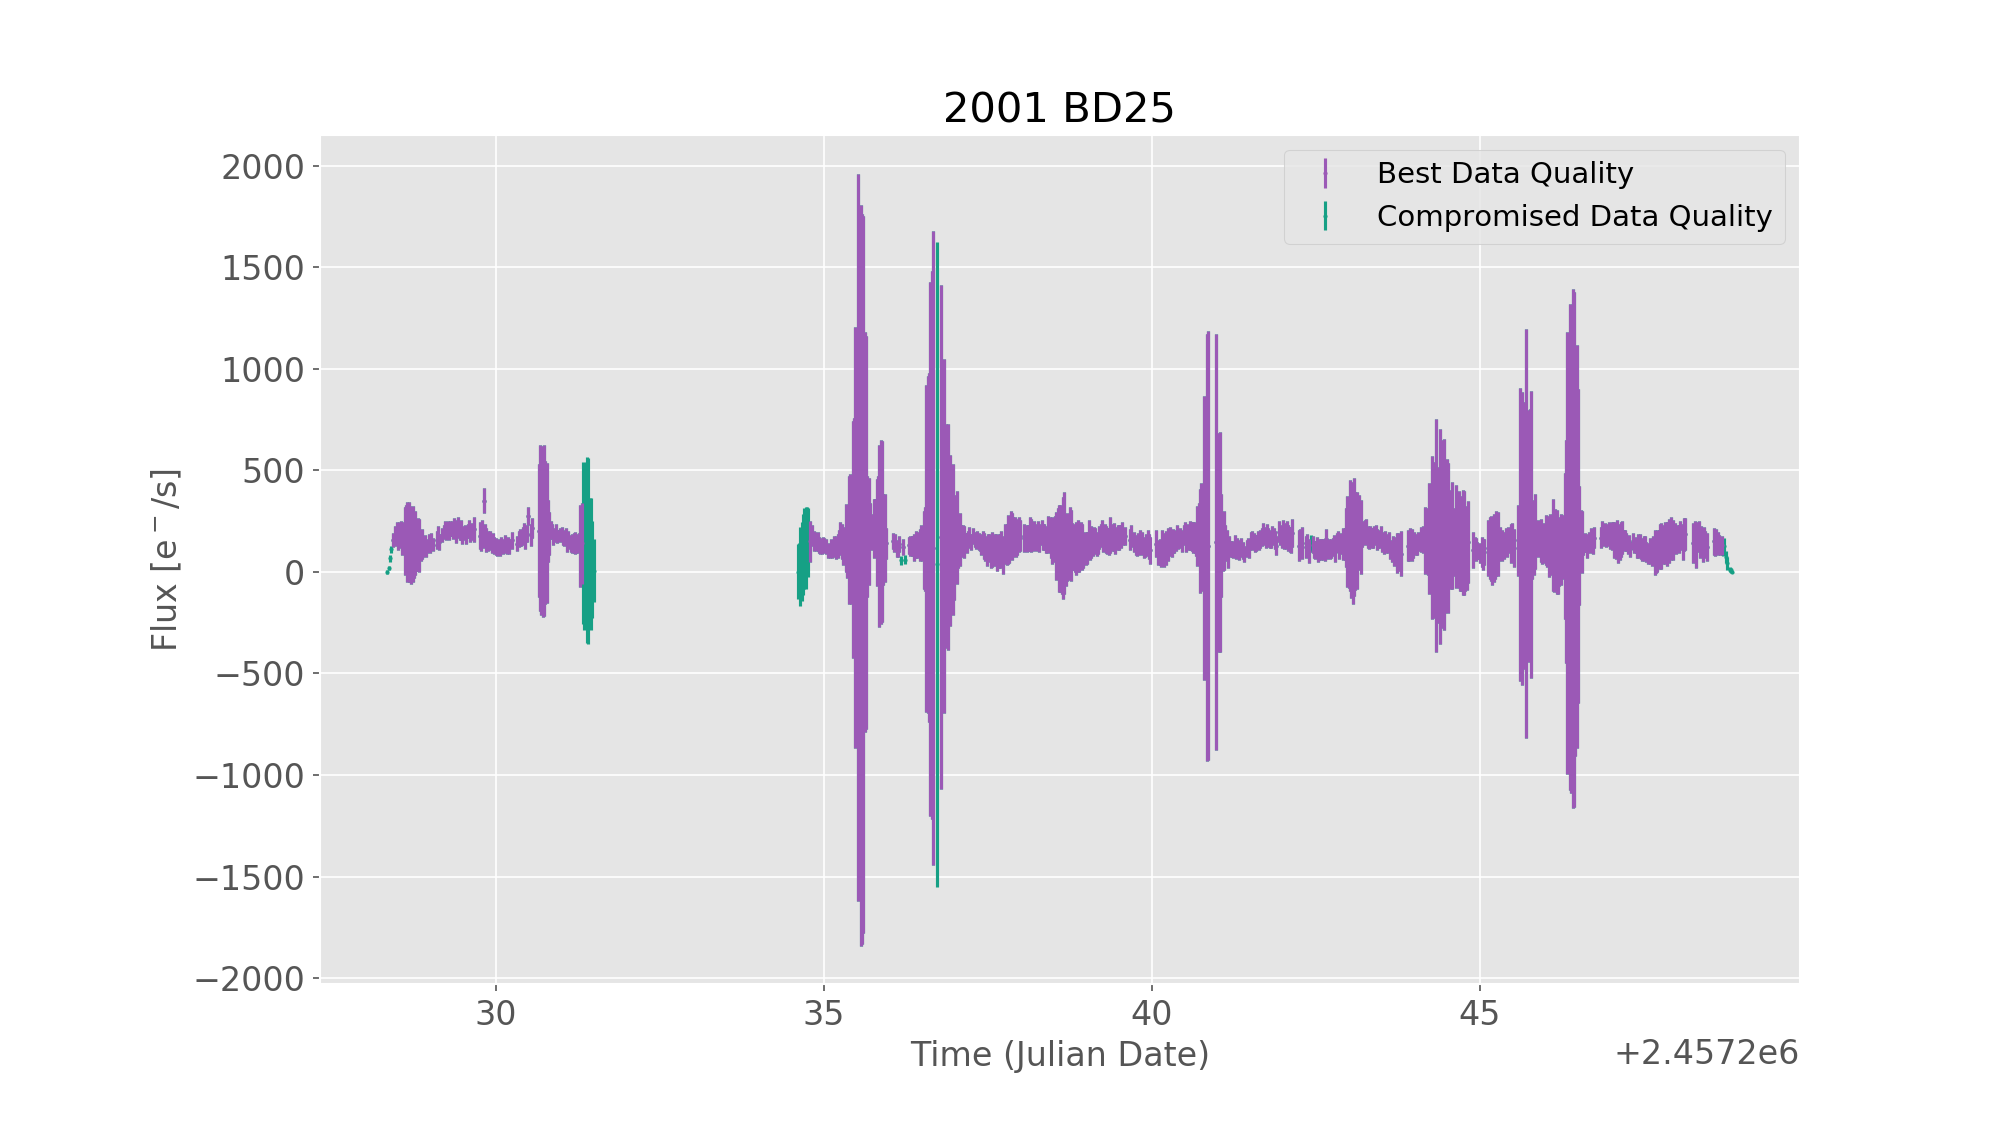 2001 BD25
Best Data Quality
Compromised Data Quality
2000
1500
1000
500
0
−500
−1000
−1500
−2000
Flux [e⁻/s]
30
35
40
45
Time (Julian Date)
+2.4572e6